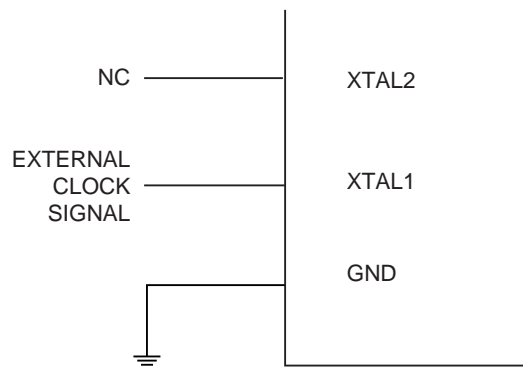 NC
XTAL2
EXTERNAL
CLOCK
SIGNAL
XTAL1
GND